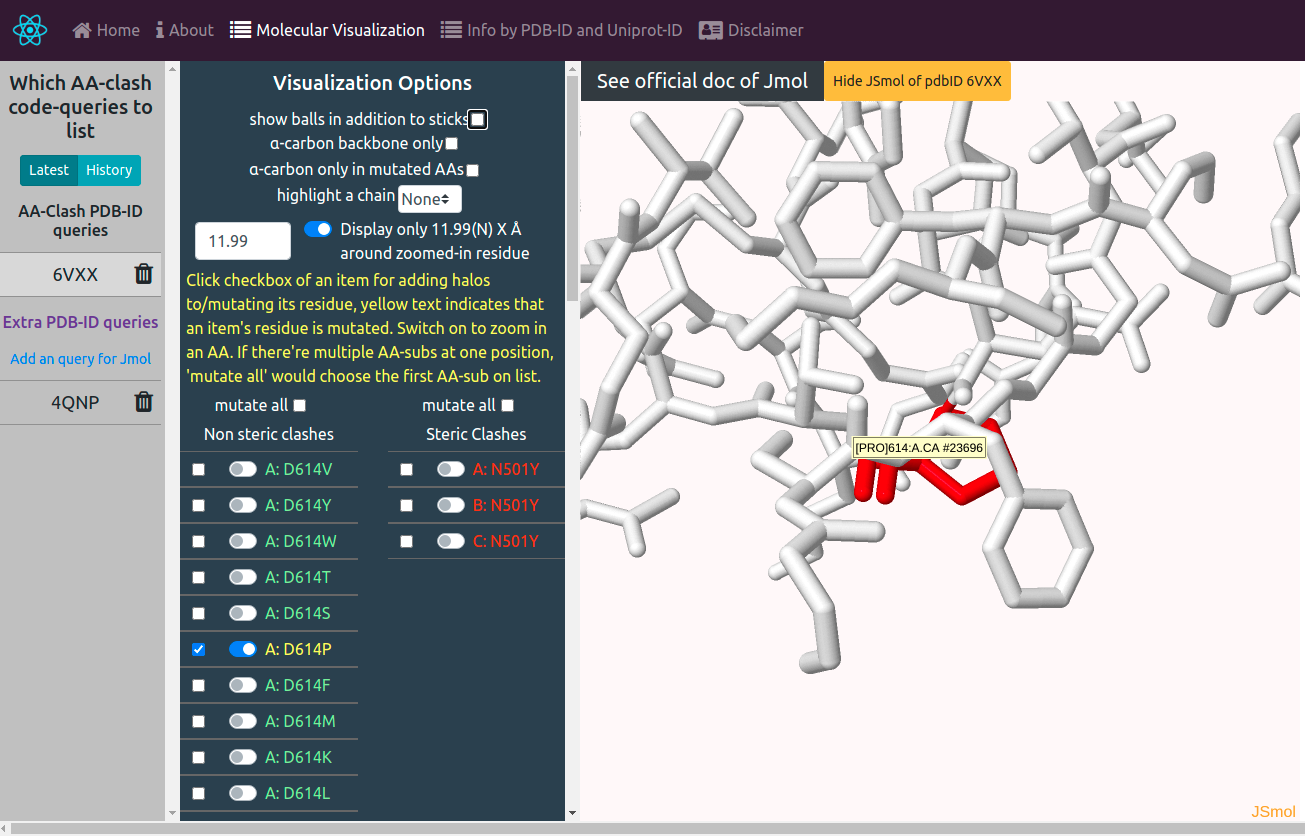 Home About Molecular Visualization Info by PDB-ID and Uniprot-ID Disclaimer
Which AA-clash
code-queries to
list
Latest History
AA-Clash PDB-ID
queries
6VXX
Extra PDB-ID queries
Add an query for Jmol
4QNP
Visualization Options
show balls in addition to sticks
α-carbon backbone only
α-carbon only in mutated AAs
highlight a chain None
11.99
Display only 11.99(N) X Å
around zoomed-in residue
Click checkbox of an item for adding halos
to/mutating its residue, yellow text indicates that
an item's residue is mutated. Switch on to zoom in
an AA. If there're multiple AA-subs at one position,
'mutate all' would choose the first AA-sub on list.
mutate all
Non steric clashes
A: D614V
A: D614Y
A: D614W
A: D614T
A: D614S
A: D614P
A: D614F
A: D614M
A: D614K
A: D614L
mutate all
Steric Clashes
A: N501Y
B: N501Y
C: N501Y
See official doc of Jmol
Hide JSmol of pdbID 6VXX
[PRO]614:A.CA #23696
JSmol